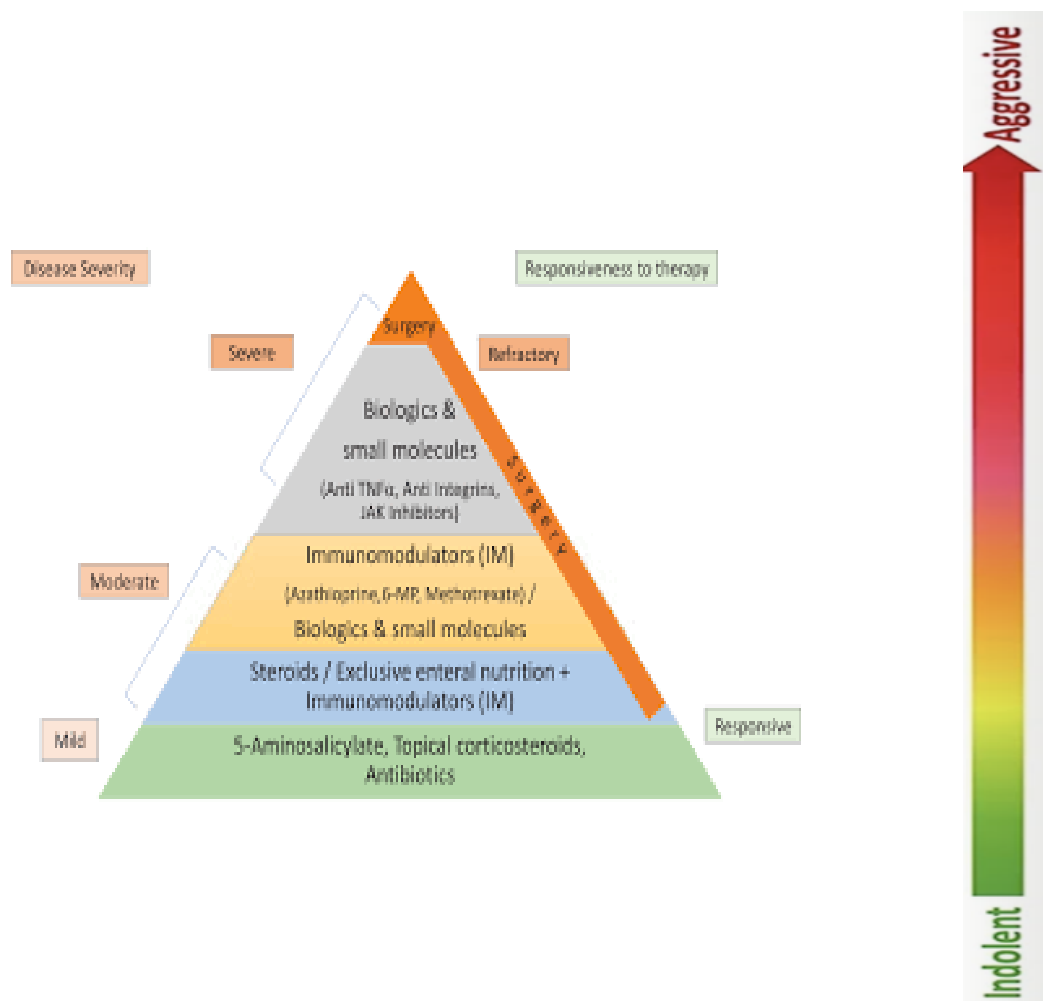 Aggressive
Disease Severity
Responsiveness to therapy
Surgery
Severe
Refractory
Biologics &
small molecules
(Anti TNFα, Anti Integrins,
JAK Inhibitors)
Surgery
Immunomodulators (IM)
Moderate
(Azathioprine, 6-MP, Methotrexate) /
Biologics & small molecules
Steroids / Exclusive enteral nutrition +
Immunomodulators (IM)
Responsive
Mild
5-Aminosalicylate, Topical corticosteroids,
Antibiotics
Indolent